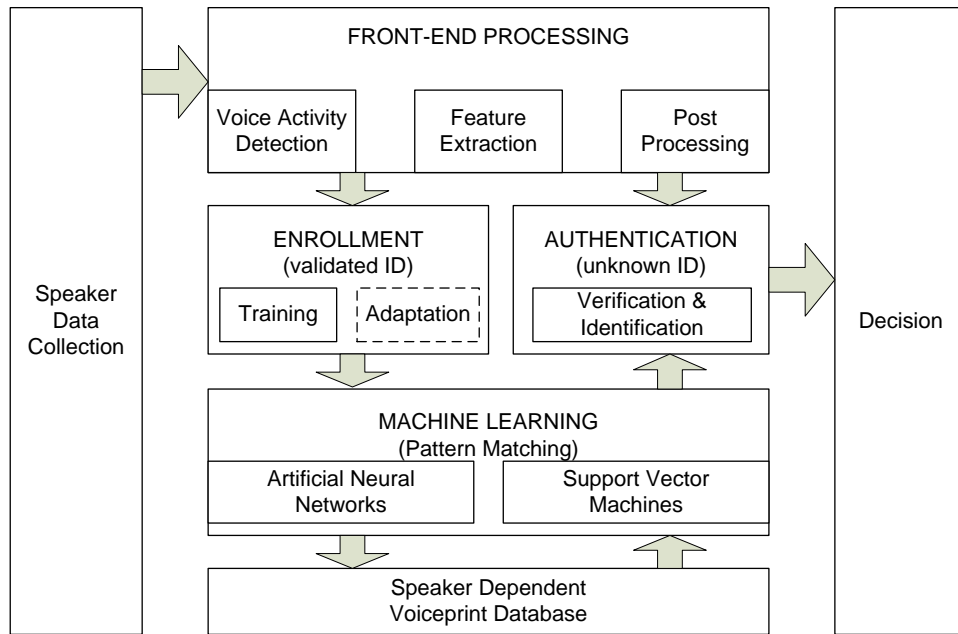 FRONT-END PROCESSING
Voice Activity
Detection
Feature
Extraction
Post
Processing
ENROLLMENT
(validated ID)
Training
Adaptation
AUTHENTICATION
(unknown ID)
Verification &
Identification
Speaker
Data
Collection
Decision
MACHINE LEARNING
(Pattern Matching)
Artificial Neural
Networks
Support Vector
Machines
Speaker Dependent
Voiceprint Database